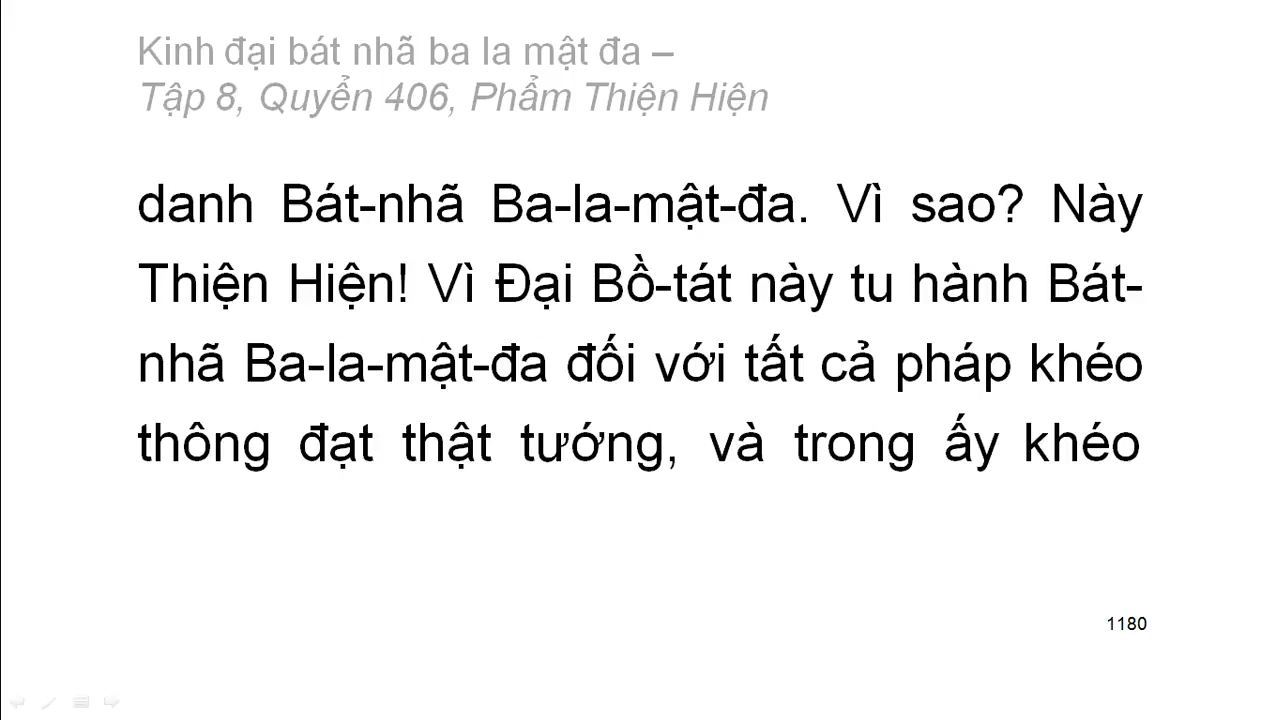 Kinh đại bát nhã ba la mật đa –
Tập 8, Quyển 406, Phẩm Thiện Hiện
danh Bát-nhã Ba-la-mật-đa. Vì sao? Này
Thiện Hiện! Vì Đại Bồ-tát này tu hành Bát-
nhã Ba-la-mật-đa đối với tất cả pháp khéo
thông đạt thật tướng, và trong ấy khéo
1180